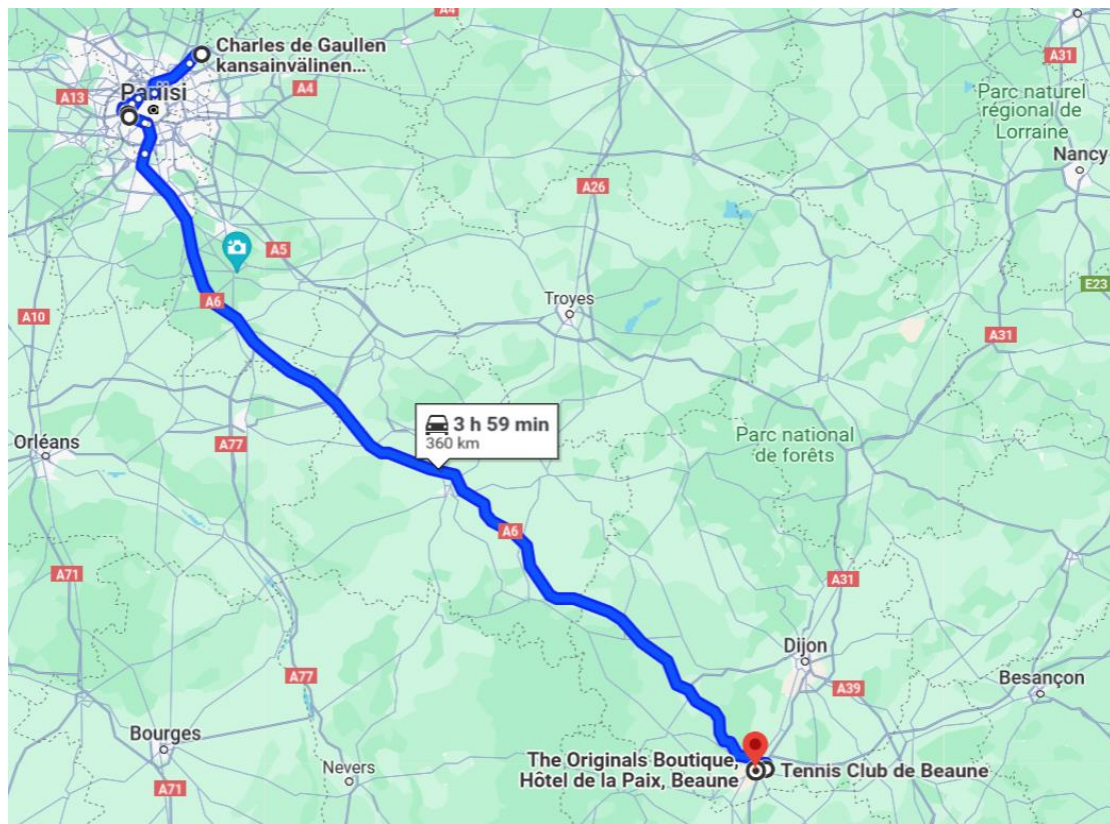 A4
A31
Charles de Gaullen
kansainvälinen...
A13
Pariisi
A4
Parc naturel
régional de
Lorraine
Nancy
A26
A5
E23
A6
Troyes
A10
A31
3 h 59 min
360 km
Orléans
A77
Parc national
de forêts
A6
A71
A31
Dijon
A77
A39
Besançon
Bourges
Nevers
A71
The Originals Boutique,
Hôtel de la Paix, Beaune
Tennis Club de Beaune